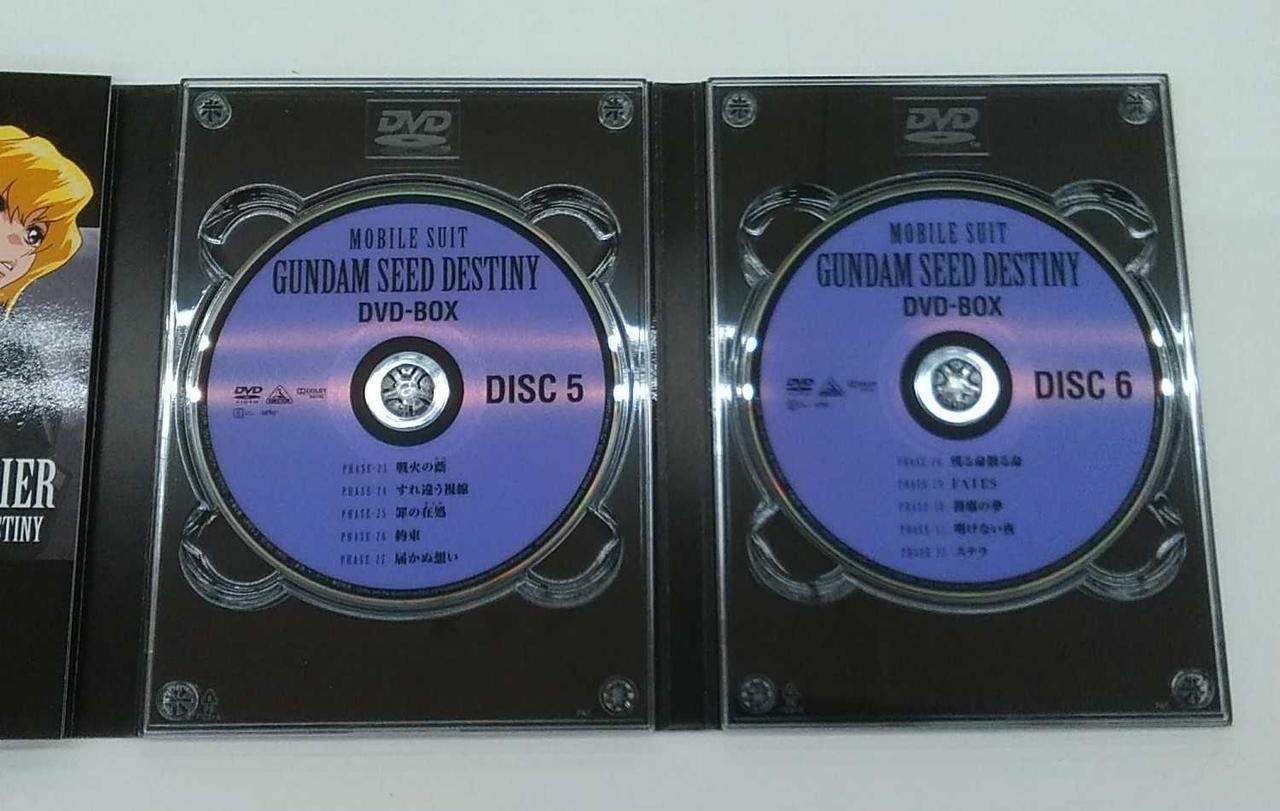 IER
STINY
DVD
MOBILE SUIT
GUNDAM SEED DESTINY
DVD-BOX
DVD
DISC 5
PHASE-23 戦火の蔭
PHASE-24 すれ違う視線
PHASE-25 罪の在処
PHASE-26 約束
PHASE-27 届かぬ想い
DVD
MOBILE SUIT
GUNDAM SEED DESTINY
DVD-BOX
DVD
DISC 6
PHASE-28 残る命散る命
PHASE-29 FATES
PHASE-30 刹那の夢
PHASE-31 明けない夜
PHASE-32 ステラ